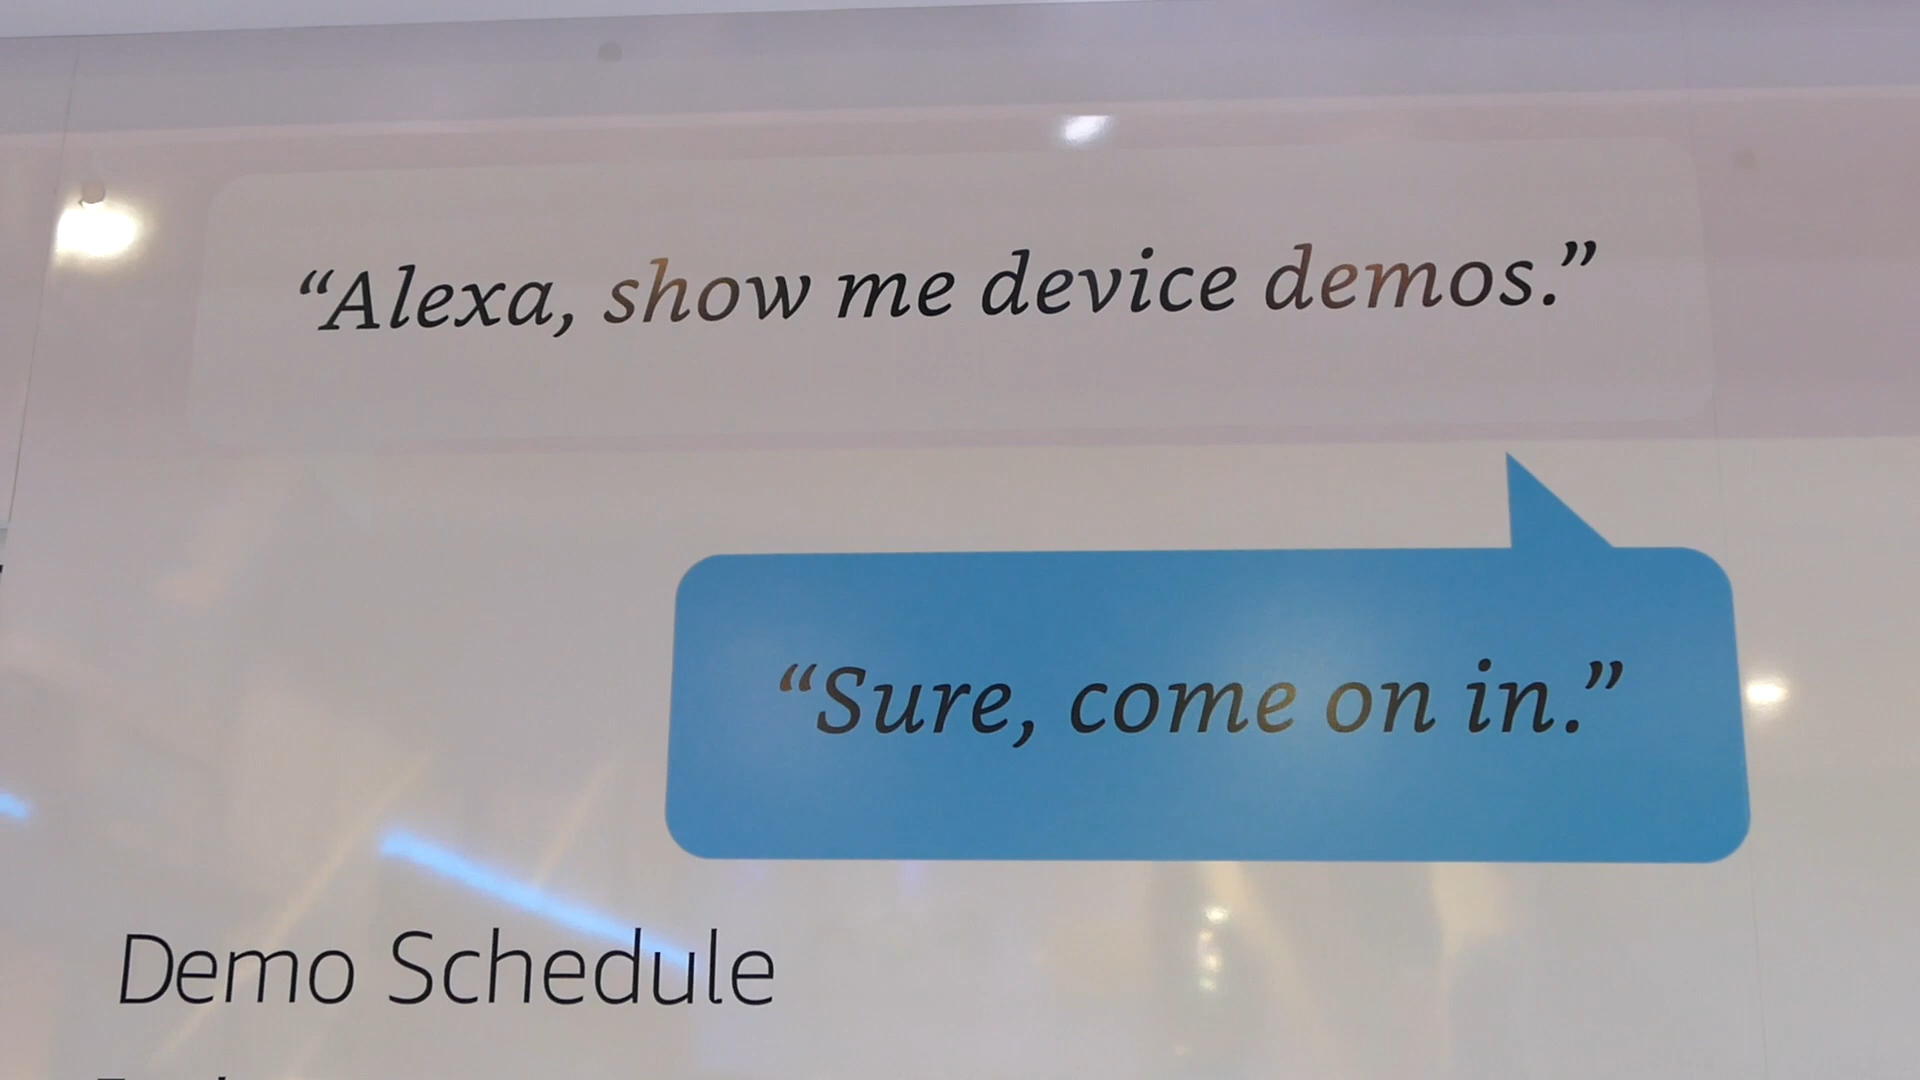 “Alexa, show me device demos.”
“Sure, come on in.”
Demo Schedule